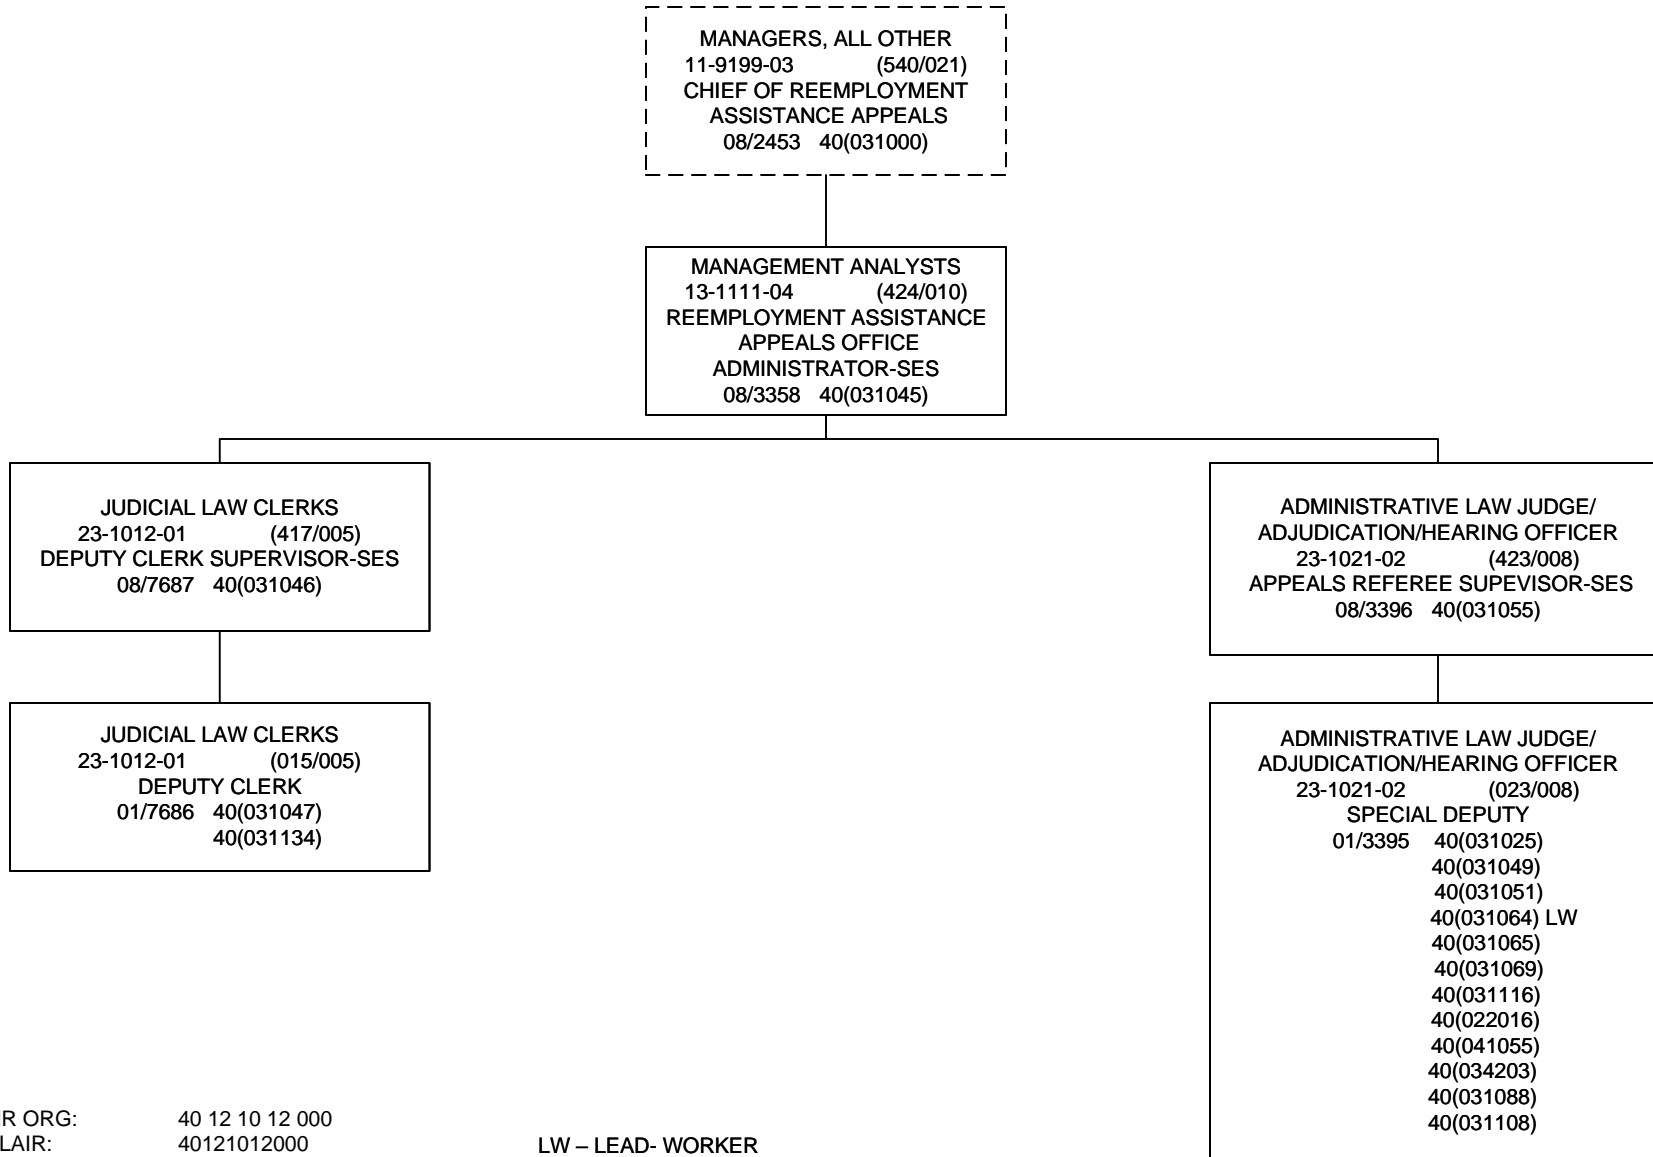 MANAGERS, ALL OTHER
11-9199-03 (540/021)
CHIEF OF REEMPLOYMENT
ASSISTANCE APPEALS
08/2453 40(031000)
MANAGEMENT ANALYSTS
13-1111-04 (424/010)
REEMPLOYMENT ASSISTANCE
APPEALS OFFICE
ADMINISTRATOR-SES
08/3358 40(031045)
JUDICIAL LAW CLERKS
23-1012-01 (417/005)
DEPUTY CLERK SUPERVISOR-SES
08/7687 40(031046)
ADMINISTRATIVE LAW JUDGE/
ADJUDICATION/HEARING OFFICER
23-1021-02 (423/008)
APPEALS REFEREE SUPEVISOR-SES
08/3396 40(031055)
JUDICIAL LAW CLERKS
23-1012-01 (015/005)
DEPUTY CLERK
01/7686 40(031047)
40(031134)
ADMINISTRATIVE LAW JUDGE/
ADJUDICATION/HEARING OFFICER
23-1021-02 (023/008)
SPECIAL DEPUTY
01/3395 40(031025)
40(031049)
40(031051)
40(031064) LW
40(031065)
40(031069)
40(031116)
40(022016)
40(041055)
40(034203)
40(031088)
40(031108)
R ORG: 40 12 10 12 000
LAIR: 40121012000
LW – LEAD- WORKER